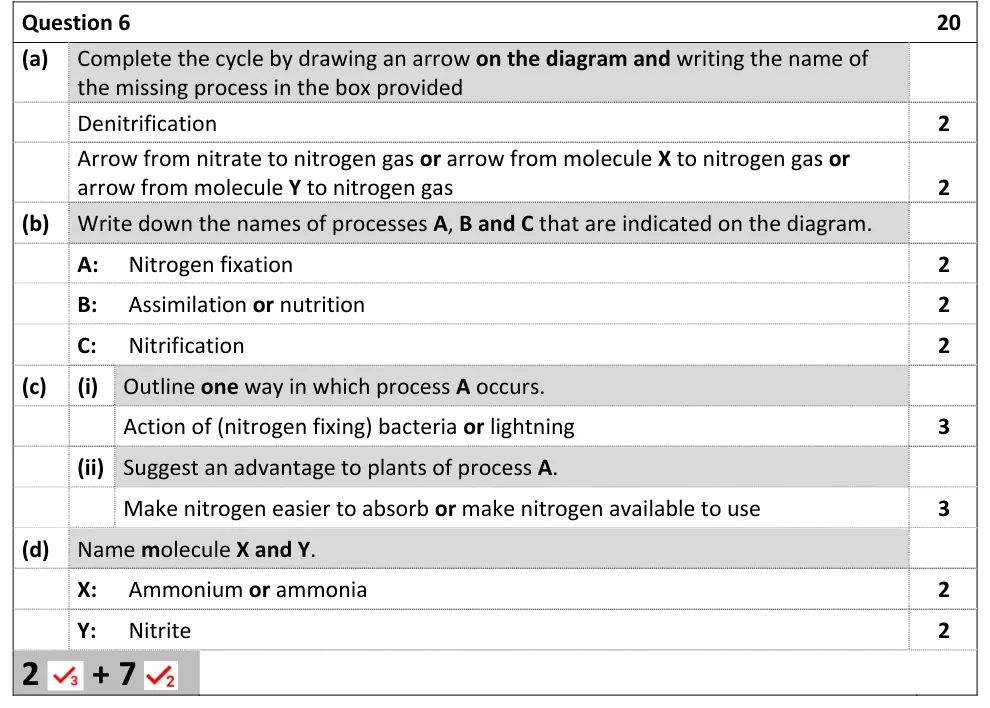 Question 6 20
(a) Complete the cycle by drawing an arrow on the diagram and writing the name of
the missing process in the box provided
Denitrification 2
Arrow from nitrate to nitrogen gas or arrow from molecule X to nitrogen gas or
arrow from molecule Y to nitrogen gas 2
(b) Write down the names of processes A, B and C that are indicated on the diagram.
A: Nitrogen fixation 2
B: Assimilation or nutrition 2
C: Nitrification 2
(c) (i) Outline one way in which process A occurs.
Action of (nitrogen fixing) bacteria or lightning 3
(ii) Suggest an advantage to plants of process A.
Make nitrogen easier to absorb or make nitrogen available to use 3
(d) Name molecule X and Y.
X: Ammonium or ammonia 2
Y: Nitrite 2
2 ✓3 + 7 ✓2